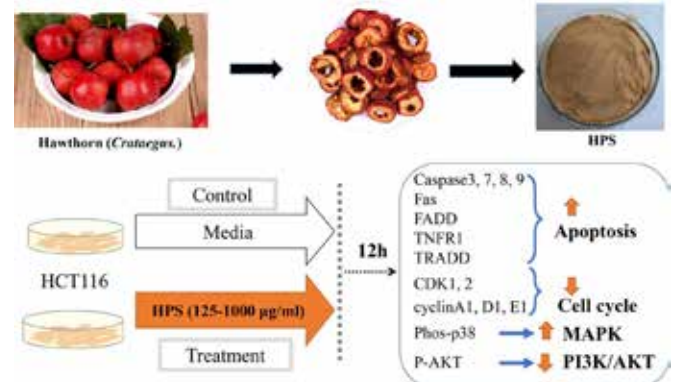 Hawthorn (Crataegus.)
HPS
Control
Media
HCT116
HPS (125-1000 μg/ml)
Treatment
12h
Caspase3, 7, 8, 9
Fas
FADD
TNFR1
TRADD
Apoptosis
CDK1, 2
cyclinA1, D1, E1
Cell cycle
Phos-p38
MAPK
P-AKT
PI3K/AKT